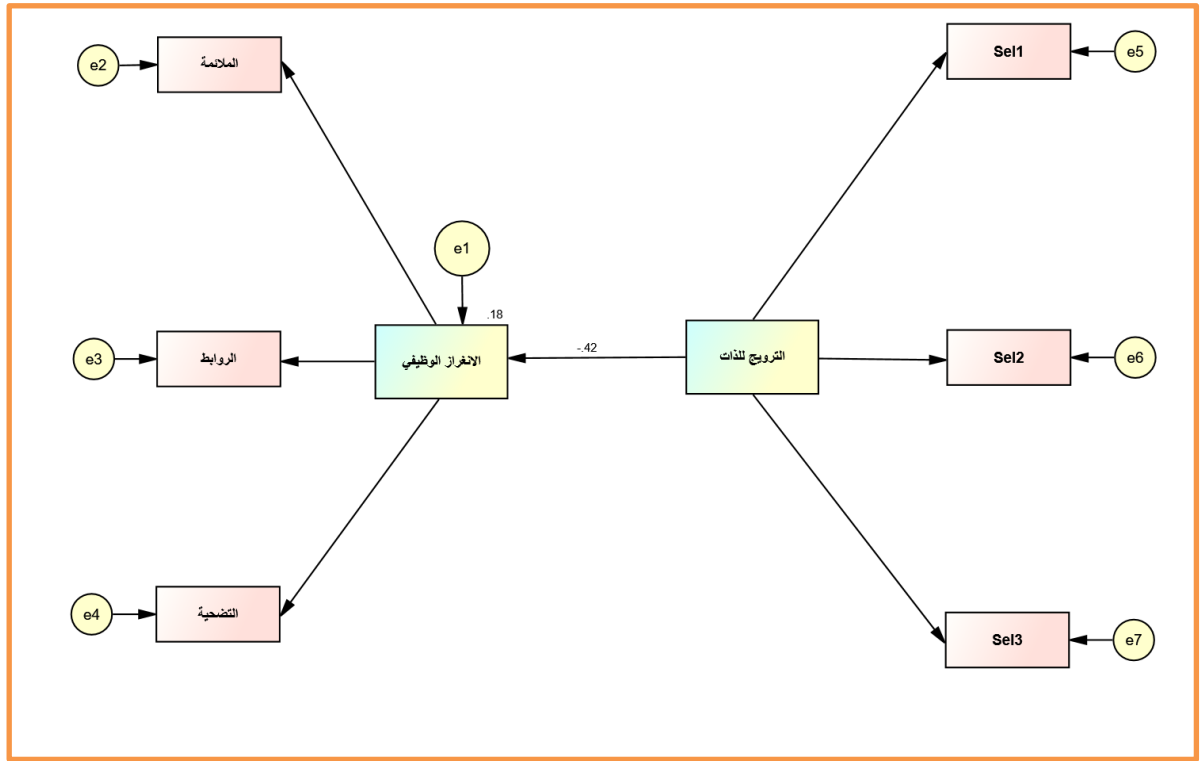 e2
الملائمة
Sel1
e5
e1
.18
e3
الروابط
الانغراز الوظيفي
-.42
الترويج للذات
Sel2
e6
e4
التضحية
Sel3
e7